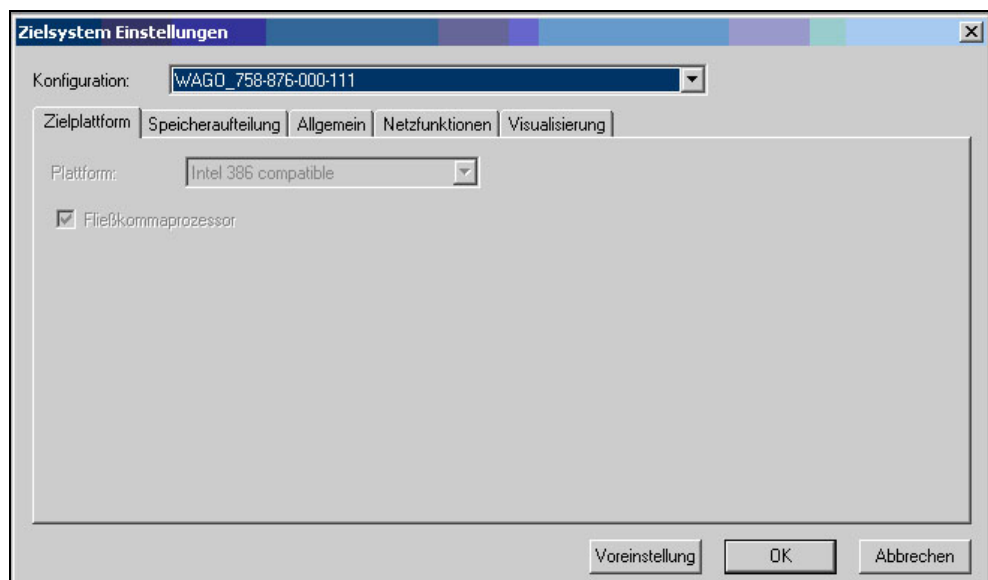 Zielsystem Einstellungen
Konfiguration: WAGO_758-876-000-111
Zielplattform Speicheraufteilung Allgemein Netzfunktionen Visualisierung
Plattform: Intel 386 compatible
Fließkommaprozessor
Voreinstellung OK Abbrechen